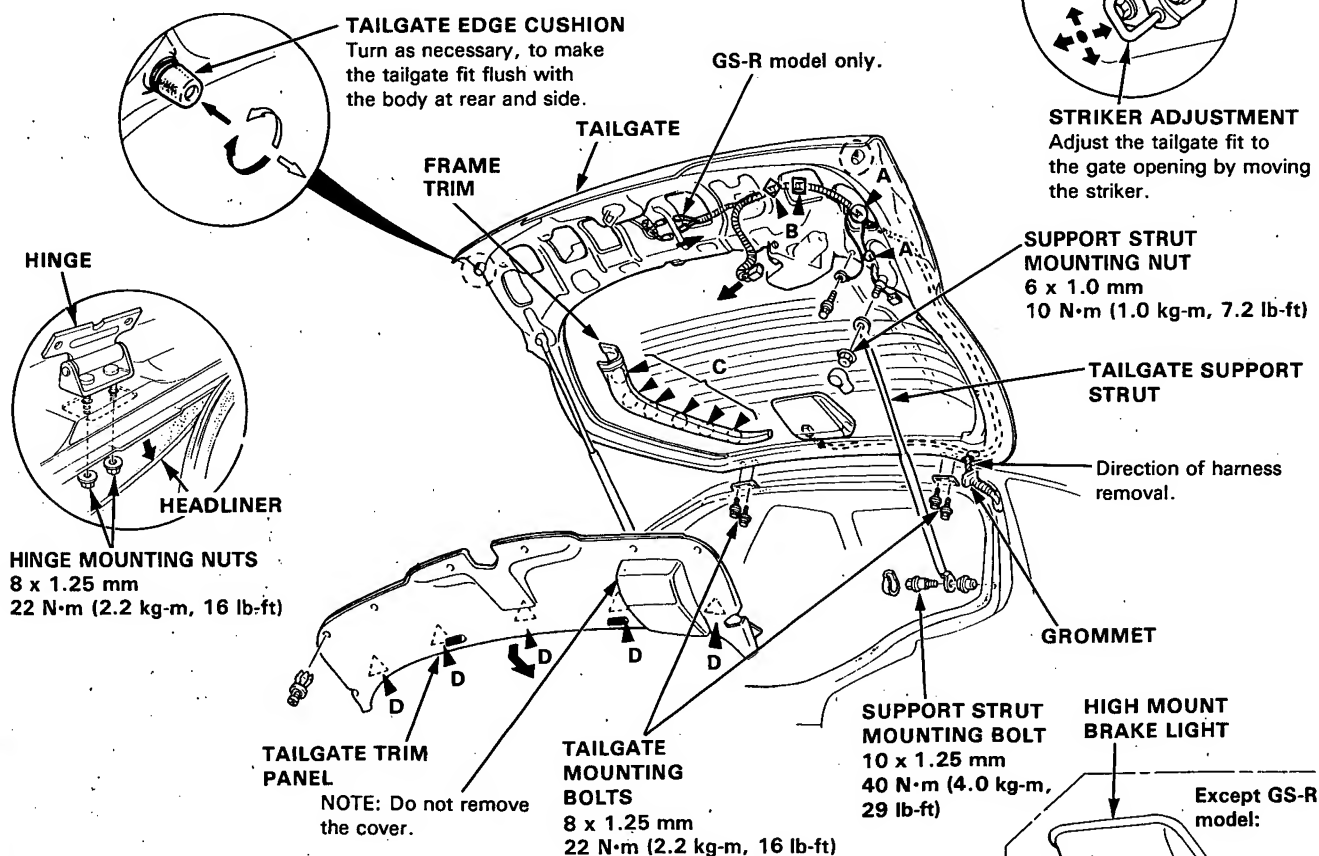 TAILGATE EDGE CUSHION
Turn as necessary, to make
the tailgate fit flush with
the body at rear and side.
GS-R model only.
TAILGATE
FRAME
TRIM
STRIKER ADJUSTMENT
Adjust the tailgate fit to
the gate opening by moving
the striker.
A
B
A
SUPPORT STRUT
MOUNTING NUT
6 x 1.0 mm
10 N·m (1.0 kg-m, 7.2 lb-ft)
HINGE
C
TAILGATE SUPPORT
STRUT
Direction of harness
removal.
HEADLINER
HINGE MOUNTING NUTS
8 x 1.25 mm
22 N·m (2.2 kg-m, 16 lb-ft)
GROMMET
D
D
D
D
D
TAILGATE TRIM
PANEL
NOTE: Do not remove
the cover.
TAILGATE
MOUNTING
BOLTS
8 x 1.25 mm
22 N·m (2.2 kg-m, 16 lb-ft)
SUPPORT STRUT
MOUNTING BOLT
10 x 1.25 mm
40 N·m (4.0 kg-m,
29 lb-ft)
HIGH MOUNT
BRAKE LIGHT
Except GS-R
model: